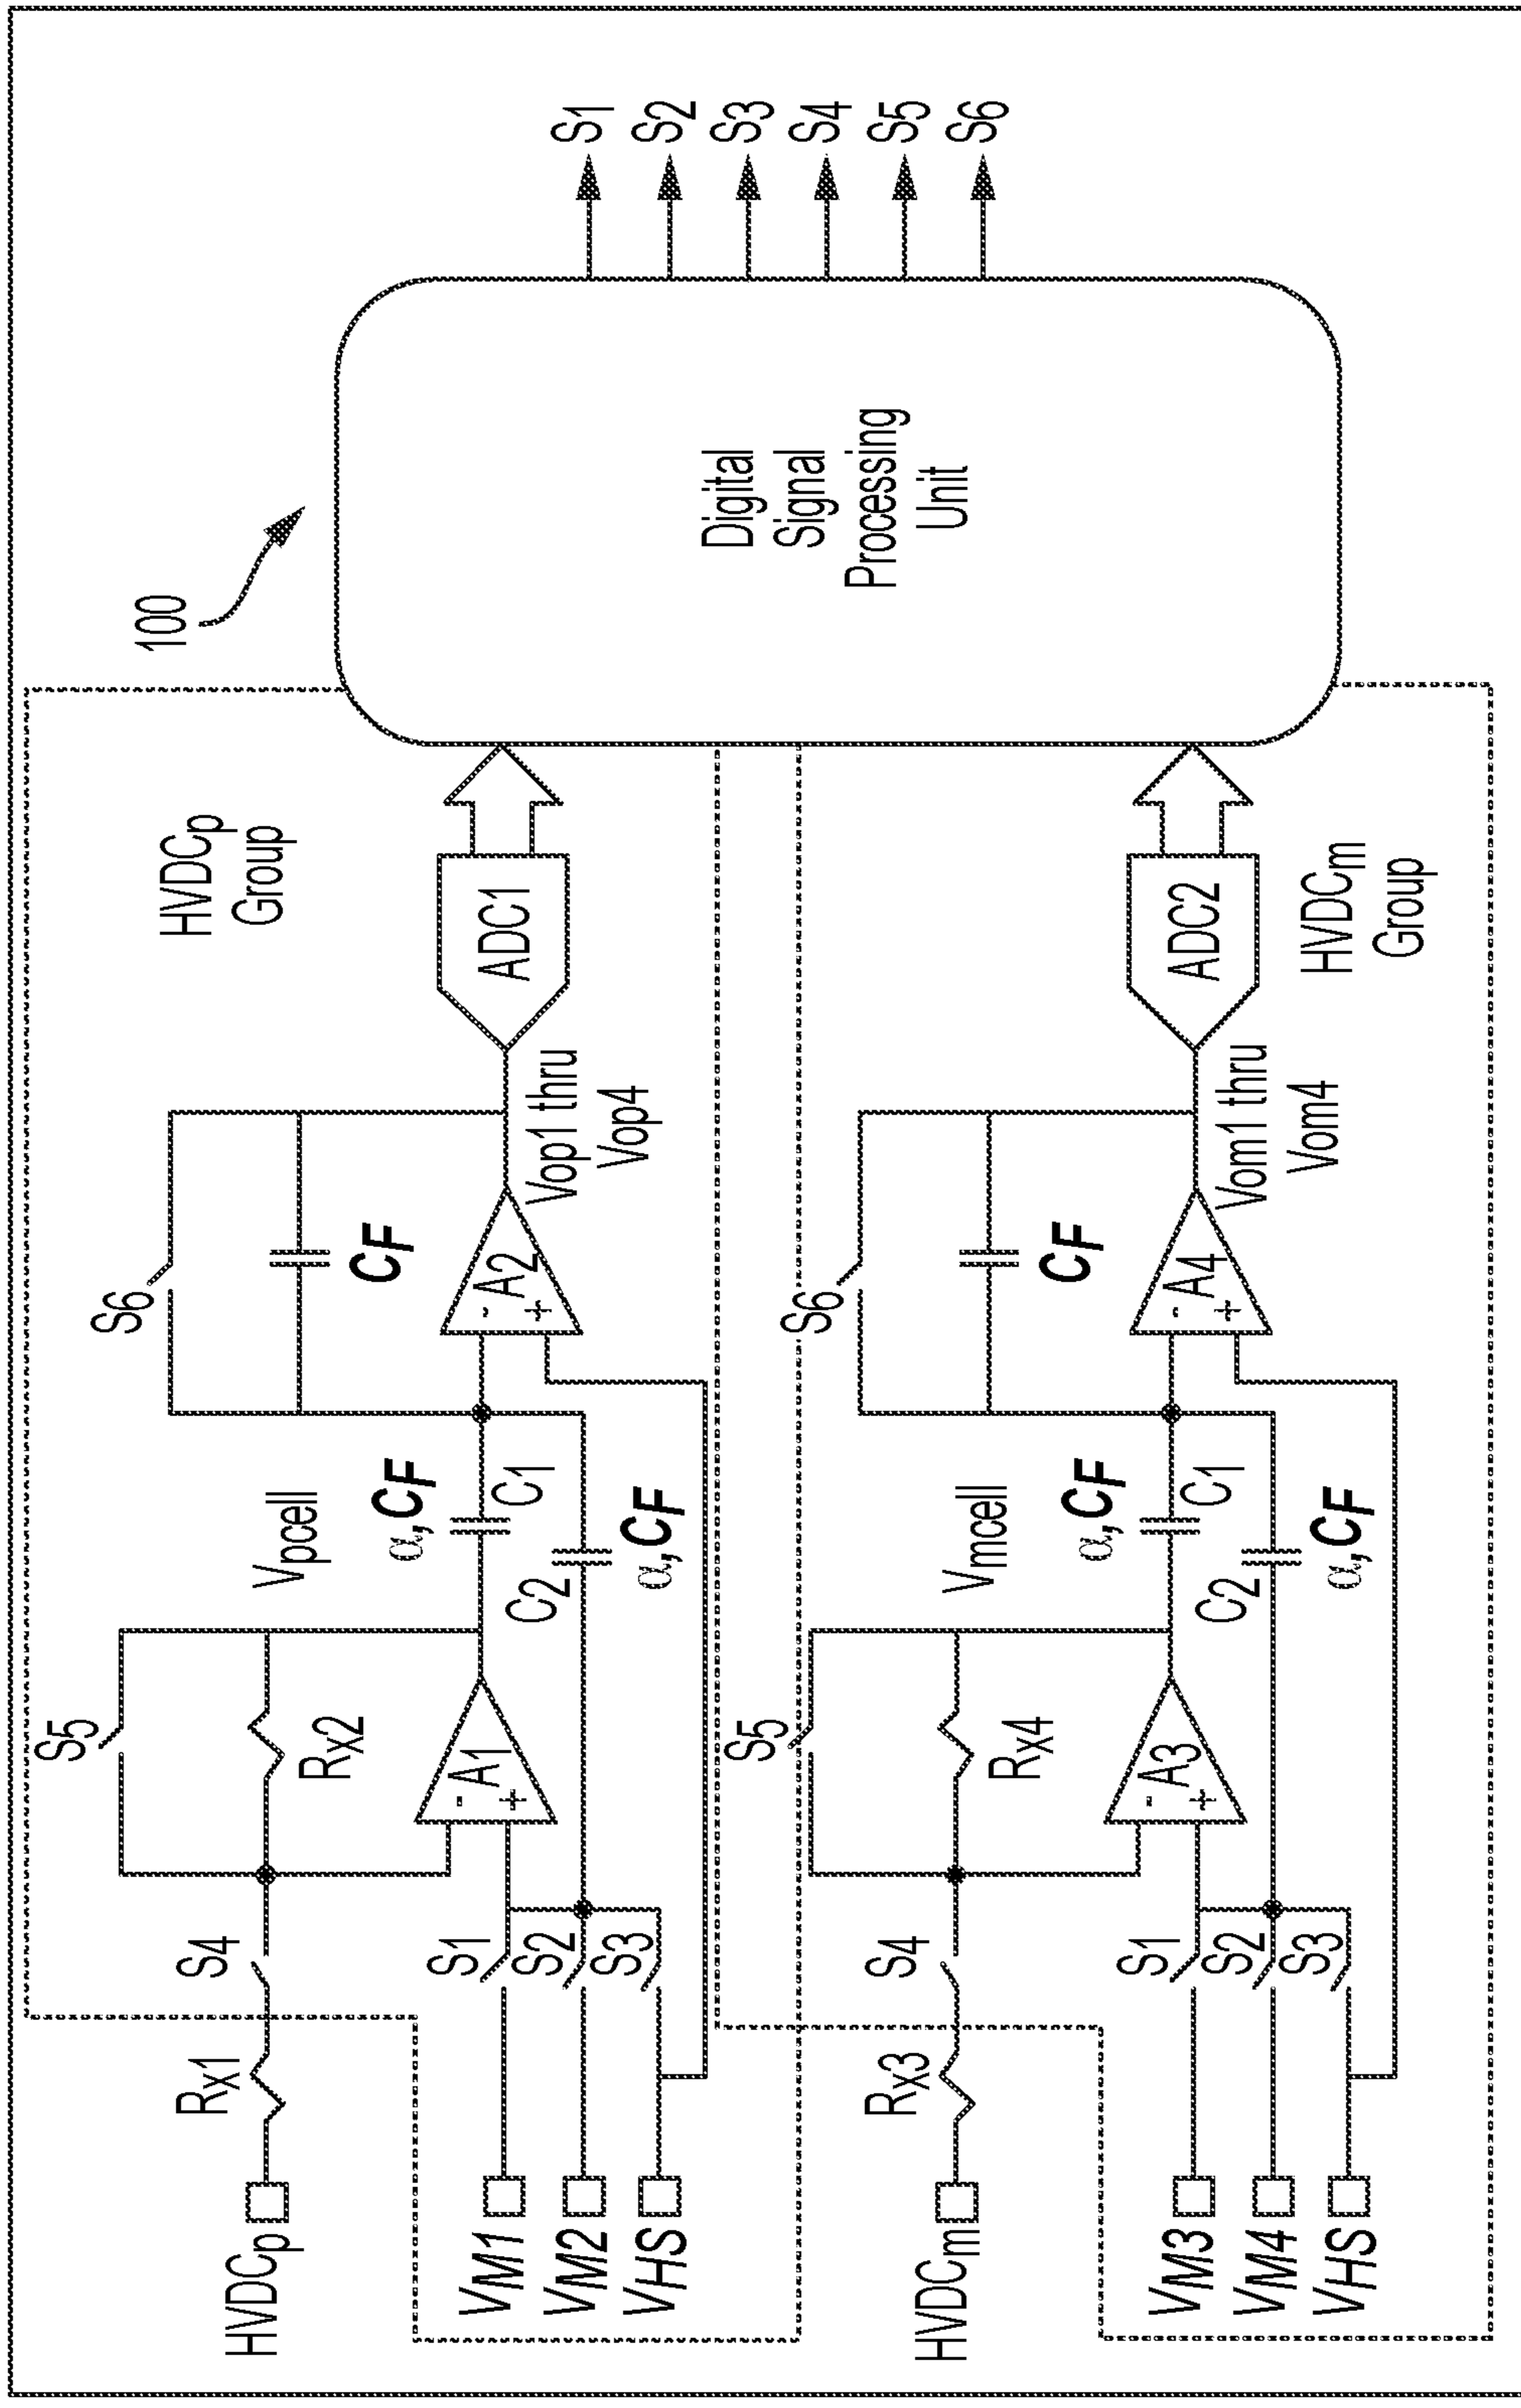 100
HVDCp
Group
S5
S6
Rx1
S4
Rx2
Vpcell
CF
HVDCp
α,CF
C1
A1
-
+
A2
-
+
ADC1
Vop1 thru
Vop4
VM1
S1
VM2
S2
C2
α,CF
VHS
S3
Digital
Signal
Processing
Unit
S1
S2
S3
S4
S5
S6
S5
S6
Rx3
S4
Rx4
Vmcell
CF
HVDCm
α,CF
C1
A3
-
+
A4
-
+
ADC2
Vom1 thru
Vom4
VM3
S1
VM4
S2
C2
α,CF
VHS
S3
HVDCm
Group